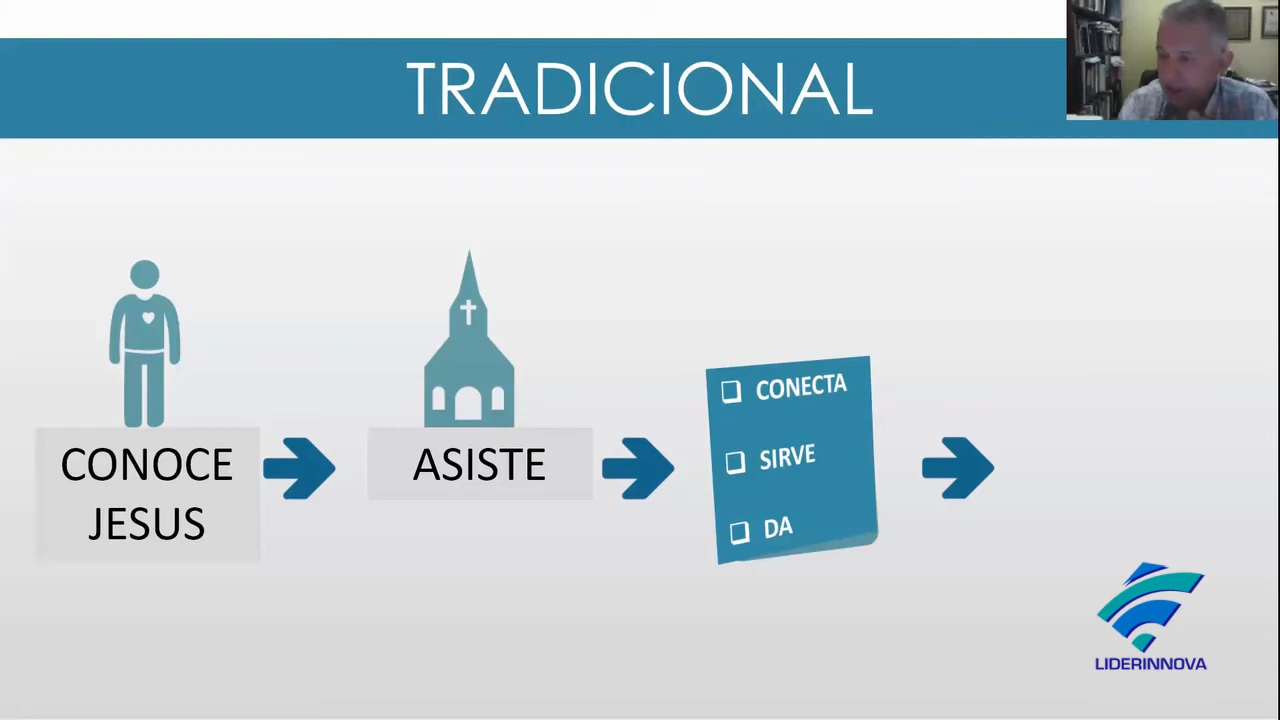 TRADICIONAL
CONOCE
JESUS
ASISTE
CONECTA
SIRVE
DA
LIDERINNOVA